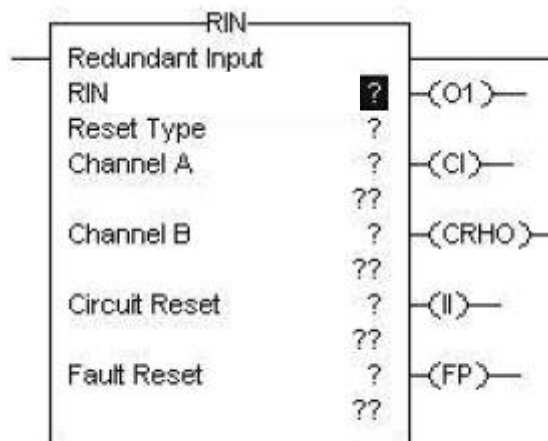 RIN
Redundant Input
RIN ? (O1)
Reset Type ?
Channel A ? (CI)
??
Channel B ? (CRHO)
??
Circuit Reset ? (II)
??
Fault Reset ? (FP)
??